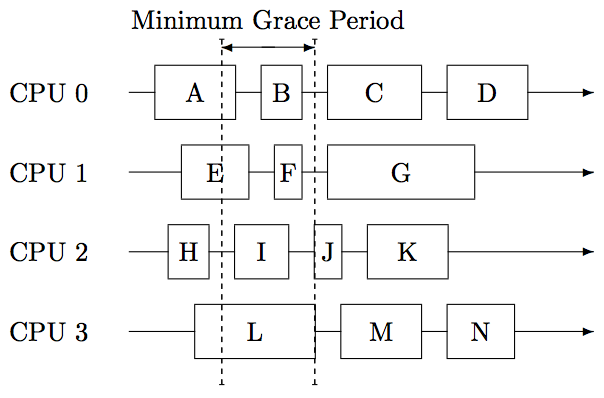 Minimum Grace Period
CPU 0 A B C D
CPU 1 E F G
CPU 2 H I J K
CPU 3 L M N